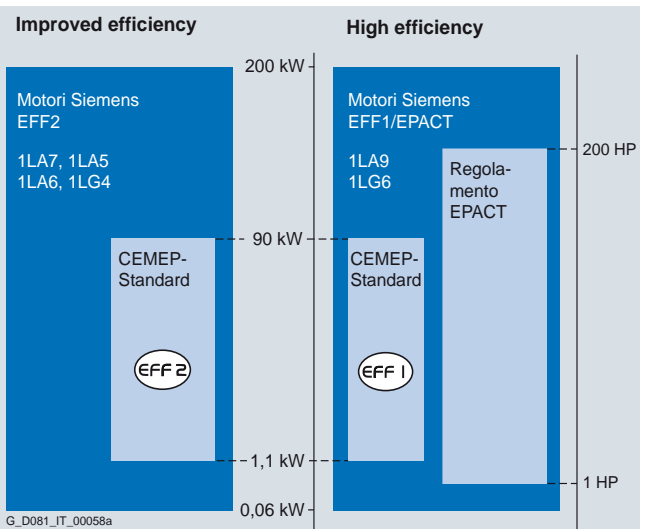 Improved efficiency
High efficiency
200 kW
Motori Siemens
EFF2
1LA7, 1LA5
1LA6, 1LG4
Motori Siemens
EFF1/EPACT
1LA9
1LG6
200 HP
Regola-
mento
EPACT
90 kW
CEMEP-
Standard
EFF 2
CEMEP-
Standard
EFF 1
1,1 kW
1 HP
0,06 kW
G_D081_IT_00058a